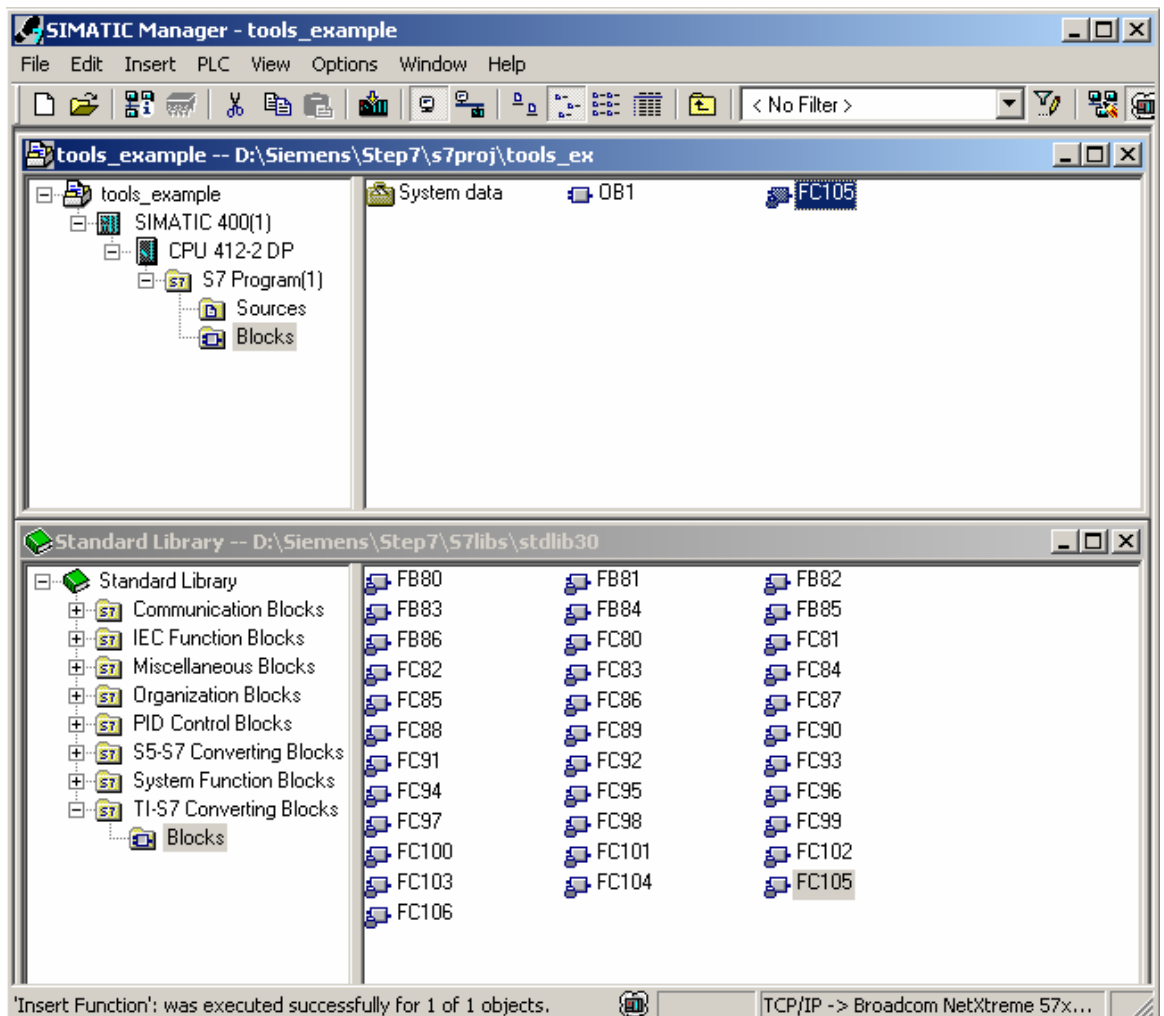 SIMATIC Manager - tools_example
File Edit Insert PLC View Options Window Help
< No Filter >
tools_example -- D:\Siemens\Step7\s7proj\tools_ex
tools_example
SIMATIC 400(1)
CPU 412-2 DP
S7 Program(1)
Sources
Blocks
System data OB1 FC105
Standard Library -- D:\Siemens\Step7\S7libs\stdlib30
Standard Library
Communication Blocks
IEC Function Blocks
Miscellaneous Blocks
Organization Blocks
PID Control Blocks
S5-S7 Converting Blocks
System Function Blocks
TI-S7 Converting Blocks
Blocks
FB80 FB81 FB82
FB83 FB84 FB85
FB86 FC80 FC81
FC82 FC83 FC84
FC85 FC86 FC87
FC88 FC89 FC90
FC91 FC92 FC93
FC94 FC95 FC96
FC97 FC98 FC99
FC100 FC101 FC102
FC103 FC104 FC105
FC106
'Insert Function': was executed successfully for 1 of 1 objects. TCP/IP -> Broadcom NetXtreme 57x...